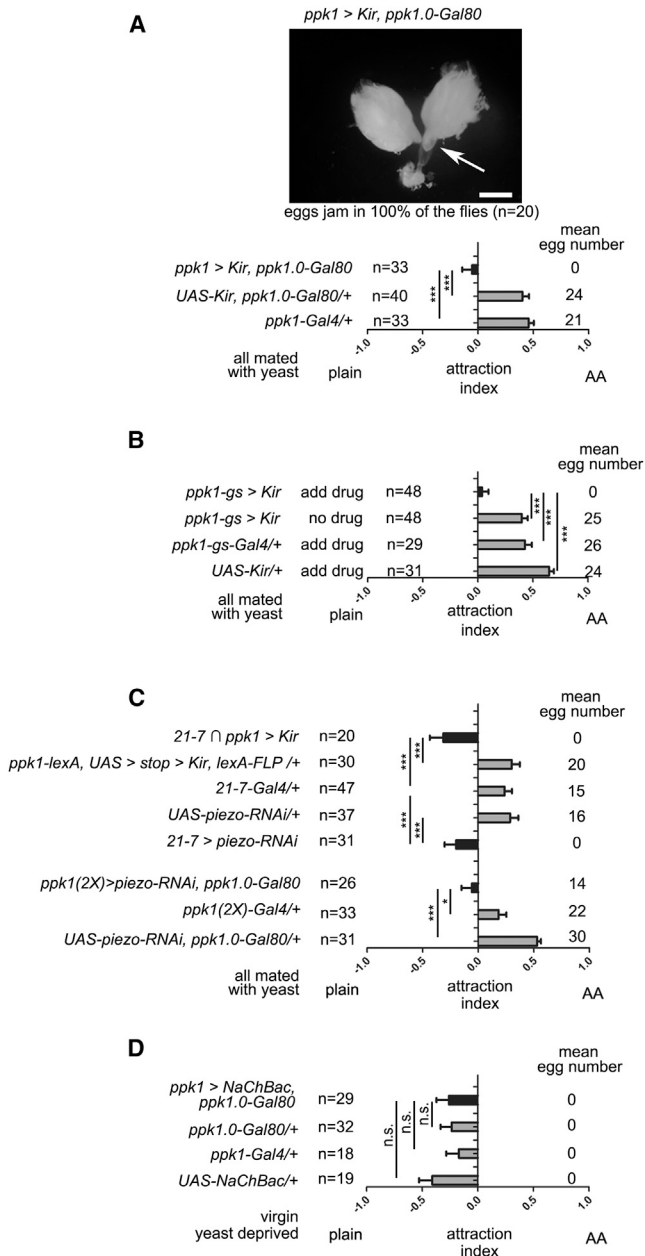 A
ppk1 > Kir, ppk1.0-Gal80
eggs jam in 100% of the flies (n=20)
mean
egg number
ppk1 > Kir, ppk1.0-Gal80 n=33 *** 0
UAS-Kir, ppk1.0-Gal80/+ n=40 *** 24
ppk1-Gal4/+ n=33 21
-1.0 -0.5 0.0 0.5 1.0
all mated
with yeast
plain
attraction
index
AA
B
mean
egg number
ppk1-gs > Kir add drug n=48 0
ppk1-gs > Kir no drug n=48 *** 25
ppk1-gs-Gal4/+ add drug n=29 *** 26
UAS-Kir/+ add drug n=31 *** 24
-1.0 -0.5 0.0 0.5 1.0
all mated
with yeast
plain
attraction
index
AA
C
mean
egg number
21-7 ∩ ppk1 > Kir n=20 *** 0
ppk1-lexA, UAS > stop > Kir, lexA-FLP /+ n=30 *** 20
21-7-Gal4/+ n=47 15
UAS-piezo-RNAi/+ n=37 *** *** 16
21-7 > piezo-RNAi n=31 0
ppk1(2X)>piezo-RNAi, ppk1.0-Gal80 n=26 * 14
ppk1(2X)-Gal4/+ n=33 *** 22
UAS-piezo-RNAi, ppk1.0-Gal80/+ n=31 30
-1.0 -0.5 0.0 0.5 1.0
all mated
with yeast
plain
attraction
index
AA
D
mean
egg number
ppk1 > NaChBac,
ppk1.0-Gal80 n=29 n.s. 0
ppk1.0-Gal80/+ n=32 n.s. 0
ppk1-Gal4/+ n=18 n.s. 0
UAS-NaChBac/+ n=19 0
-1.0 -0.5 0.0 0.5 1.0
virgin
yeast deprived
plain
attraction
index
AA